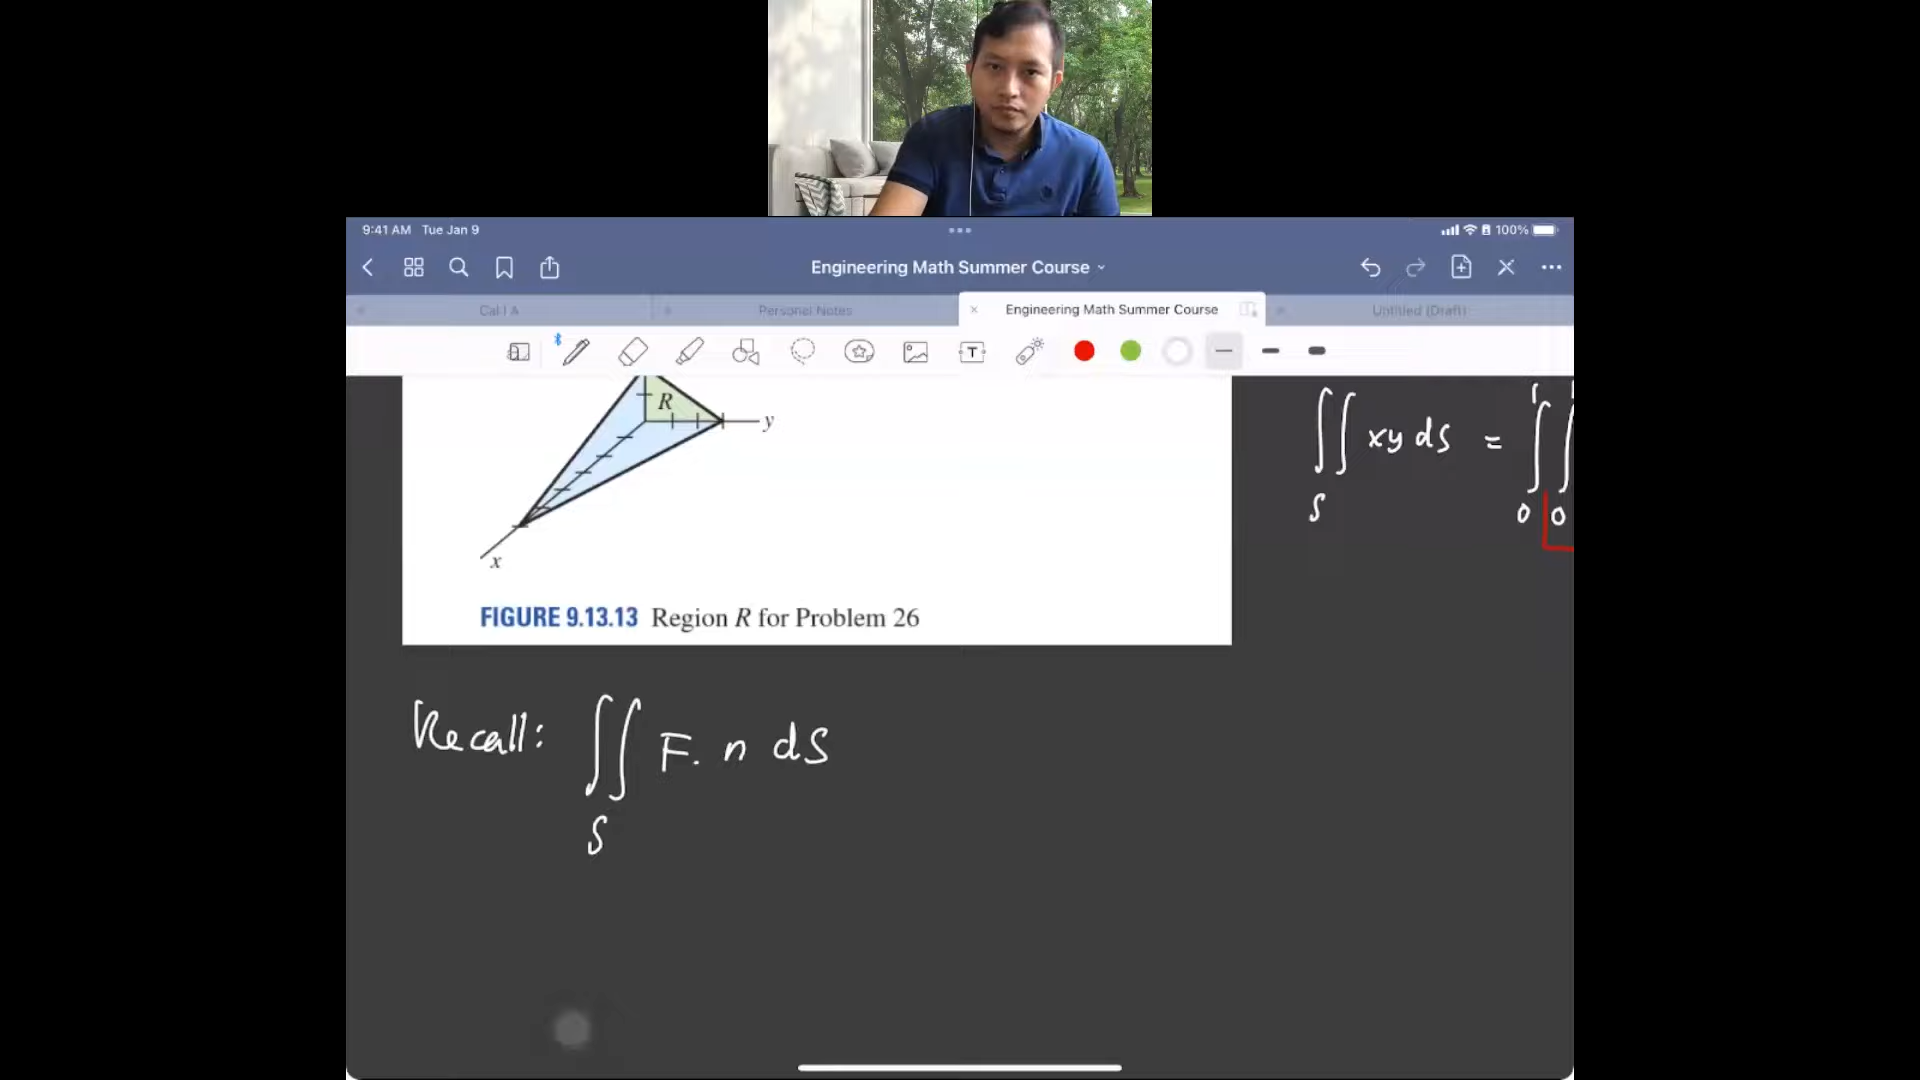 9:41 AM Tue Jan 9
100%
Engineering Math Summer Course
Cal I A
Personal Notes
Engineering Math Summer Course
Untitled (Draft)
T
R
y
x
FIGURE 9.13.13 Region R for Problem 26
∬ xy dS = ∫∫
S
1
0 0
Recall: ∬ F. n dS
S